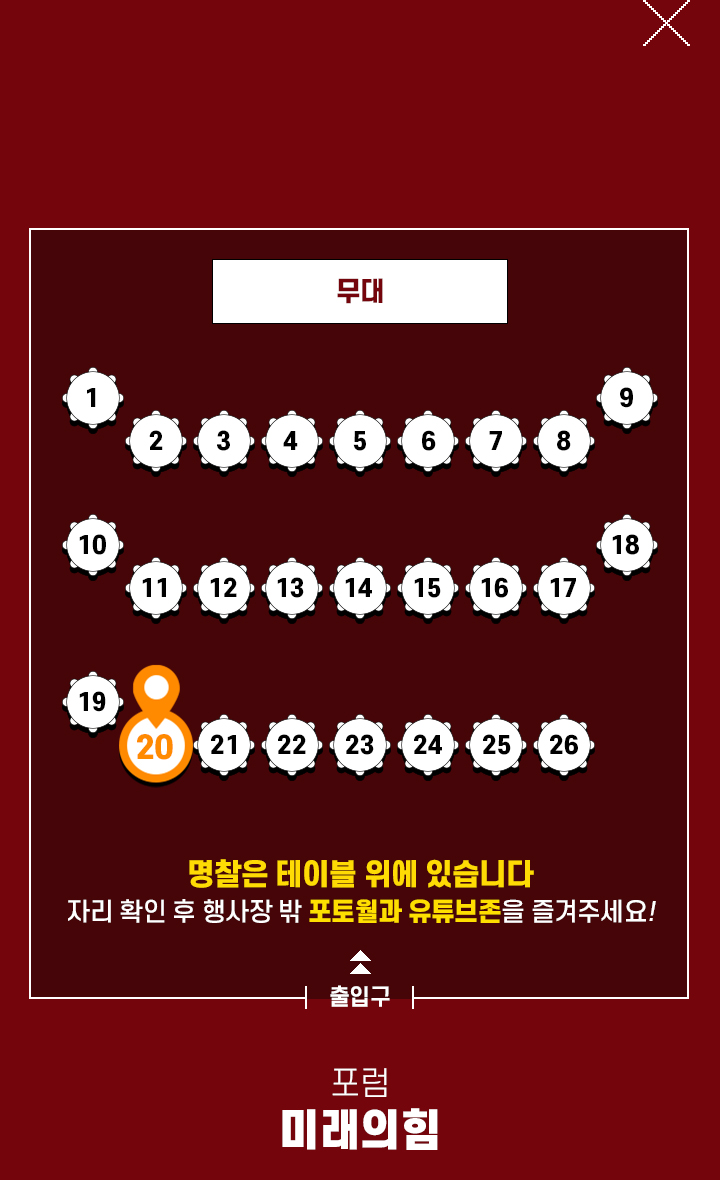 무대
1 9
2 3 4 5 6 7 8
10 18
11 12 13 14 15 16 17
19
20 21 22 23 24 25 26
명찰은 테이블 위에 있습니다
자리 확인 후 행사장 밖 포토월과 유튜브존을 즐겨주세요!
출입구
포럼
미래의힘